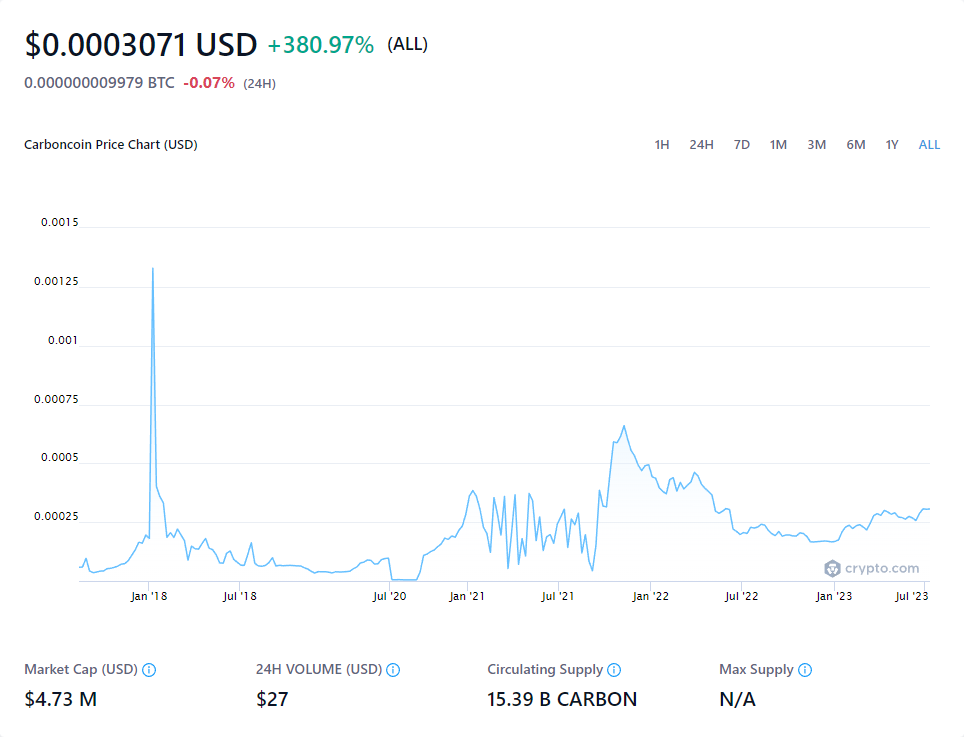 $0.0003071 USD +380.97% (ALL)
0.000000009979 BTC -0.07% (24H)
Carboncoin Price Chart (USD) 1H 24H 7D 1M 3M 6M 1Y ALL
0.0015
0.00125
0.001
0.00075
0.0005
0.00025
crypto.com
Jan '18 Jul '18 Jul '20 Jan '21 Jul '21 Jan '22 Jul '22 Jan '23 Jul '23
Market Cap (USD) 24H VOLUME (USD) Circulating Supply Max Supply
$4.73 M $27 15.39 B CARBON N/A